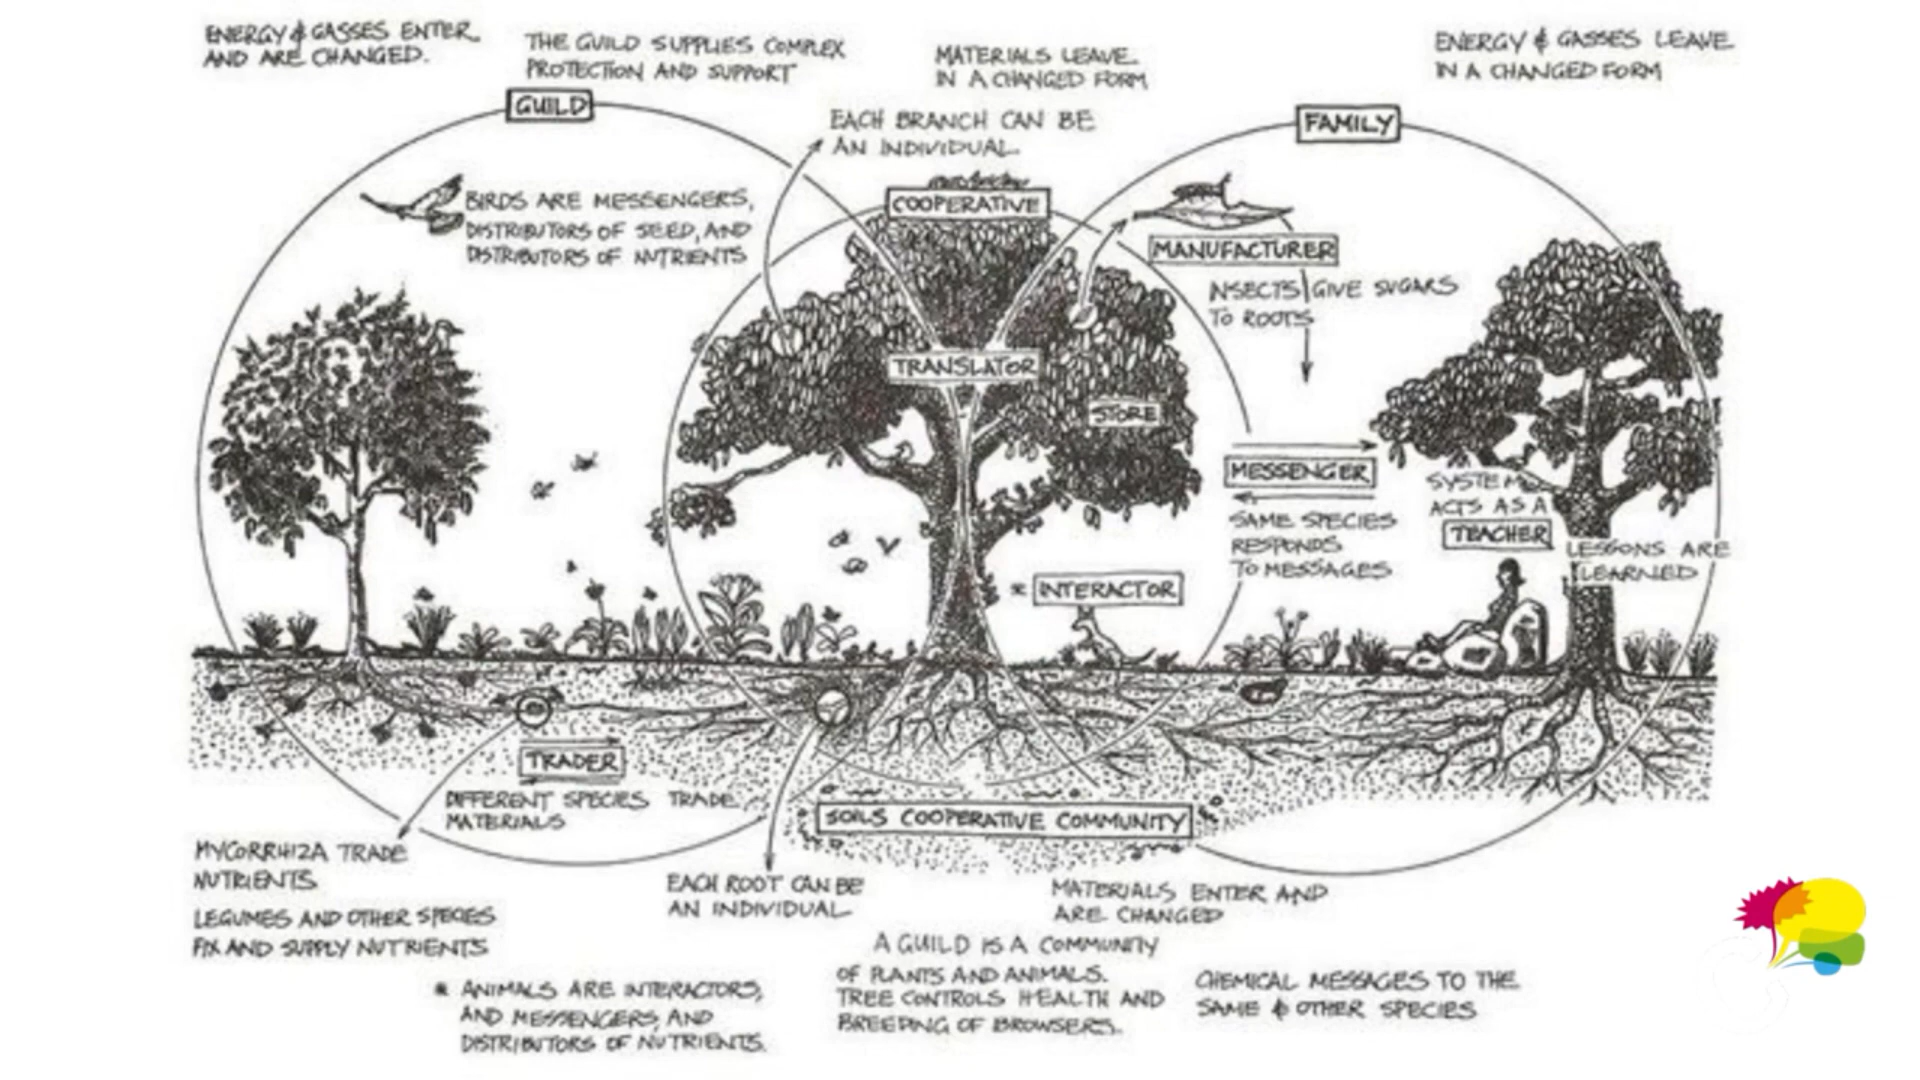 ENERGY & GASSES ENTER
AND ARE CHANGED.
THE GUILD SUPPLIES COMPLEX
PROTECTION AND SUPPORT
MATERIALS LEAVE
IN A CHANGED FORM
ENERGY & GASSES LEAVE
IN A CHANGED FORM
GUILD
EACH BRANCH CAN BE
AN INDIVIDUAL.
FAMILY
BIRDS ARE MESSENGERS,
DISTRIBUTORS OF SEED, AND
DISTRIBUTORS OF NUTRIENTS
COOPERATIVE
MANUFACTURER
INSECTS GIVE SUGARS
TO ROOTS
TRANSLATOR
STORE
MESSENGER
SAME SPECIES
RESPONDS
TO MESSAGES
SYSTEM
ACTS AS A
TEACHER
LESSONS ARE
LEARNED
* INTERACTOR
TRADER
DIFFERENT SPECIES TRADE
MATERIALS
SOILS COOPERATIVE COMMUNITY
MYCORRHIZA TRADE
NUTRIENTS
LEGUMES AND OTHER SPECIES
FIX AND SUPPLY NUTRIENTS
EACH ROOT CAN BE
AN INDIVIDUAL
MATERIALS ENTER AND
ARE CHANGED
* ANIMALS ARE INTERACTORS,
AND MESSENGERS, AND
DISTRIBUTORS OF NUTRIENTS.
A GUILD IS A COMMUNITY
OF PLANTS AND ANIMALS.
TREE CONTROLS HEALTH AND
BREEDING OF BROWSERS.
CHEMICAL MESSAGES TO THE
SAME & OTHER SPECIES